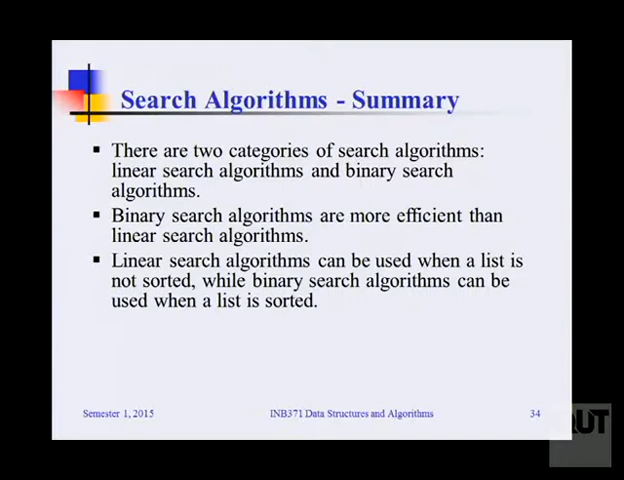 Search Algorithms - Summary
▪ There are two categories of search algorithms:
linear search algorithms and binary search
algorithms.
▪ Binary search algorithms are more efficient than
linear search algorithms.
▪ Linear search algorithms can be used when a list is
not sorted, while binary search algorithms can be
used when a list is sorted.
Semester 1, 2015 INB371 Data Structures and Algorithms 34
QUT